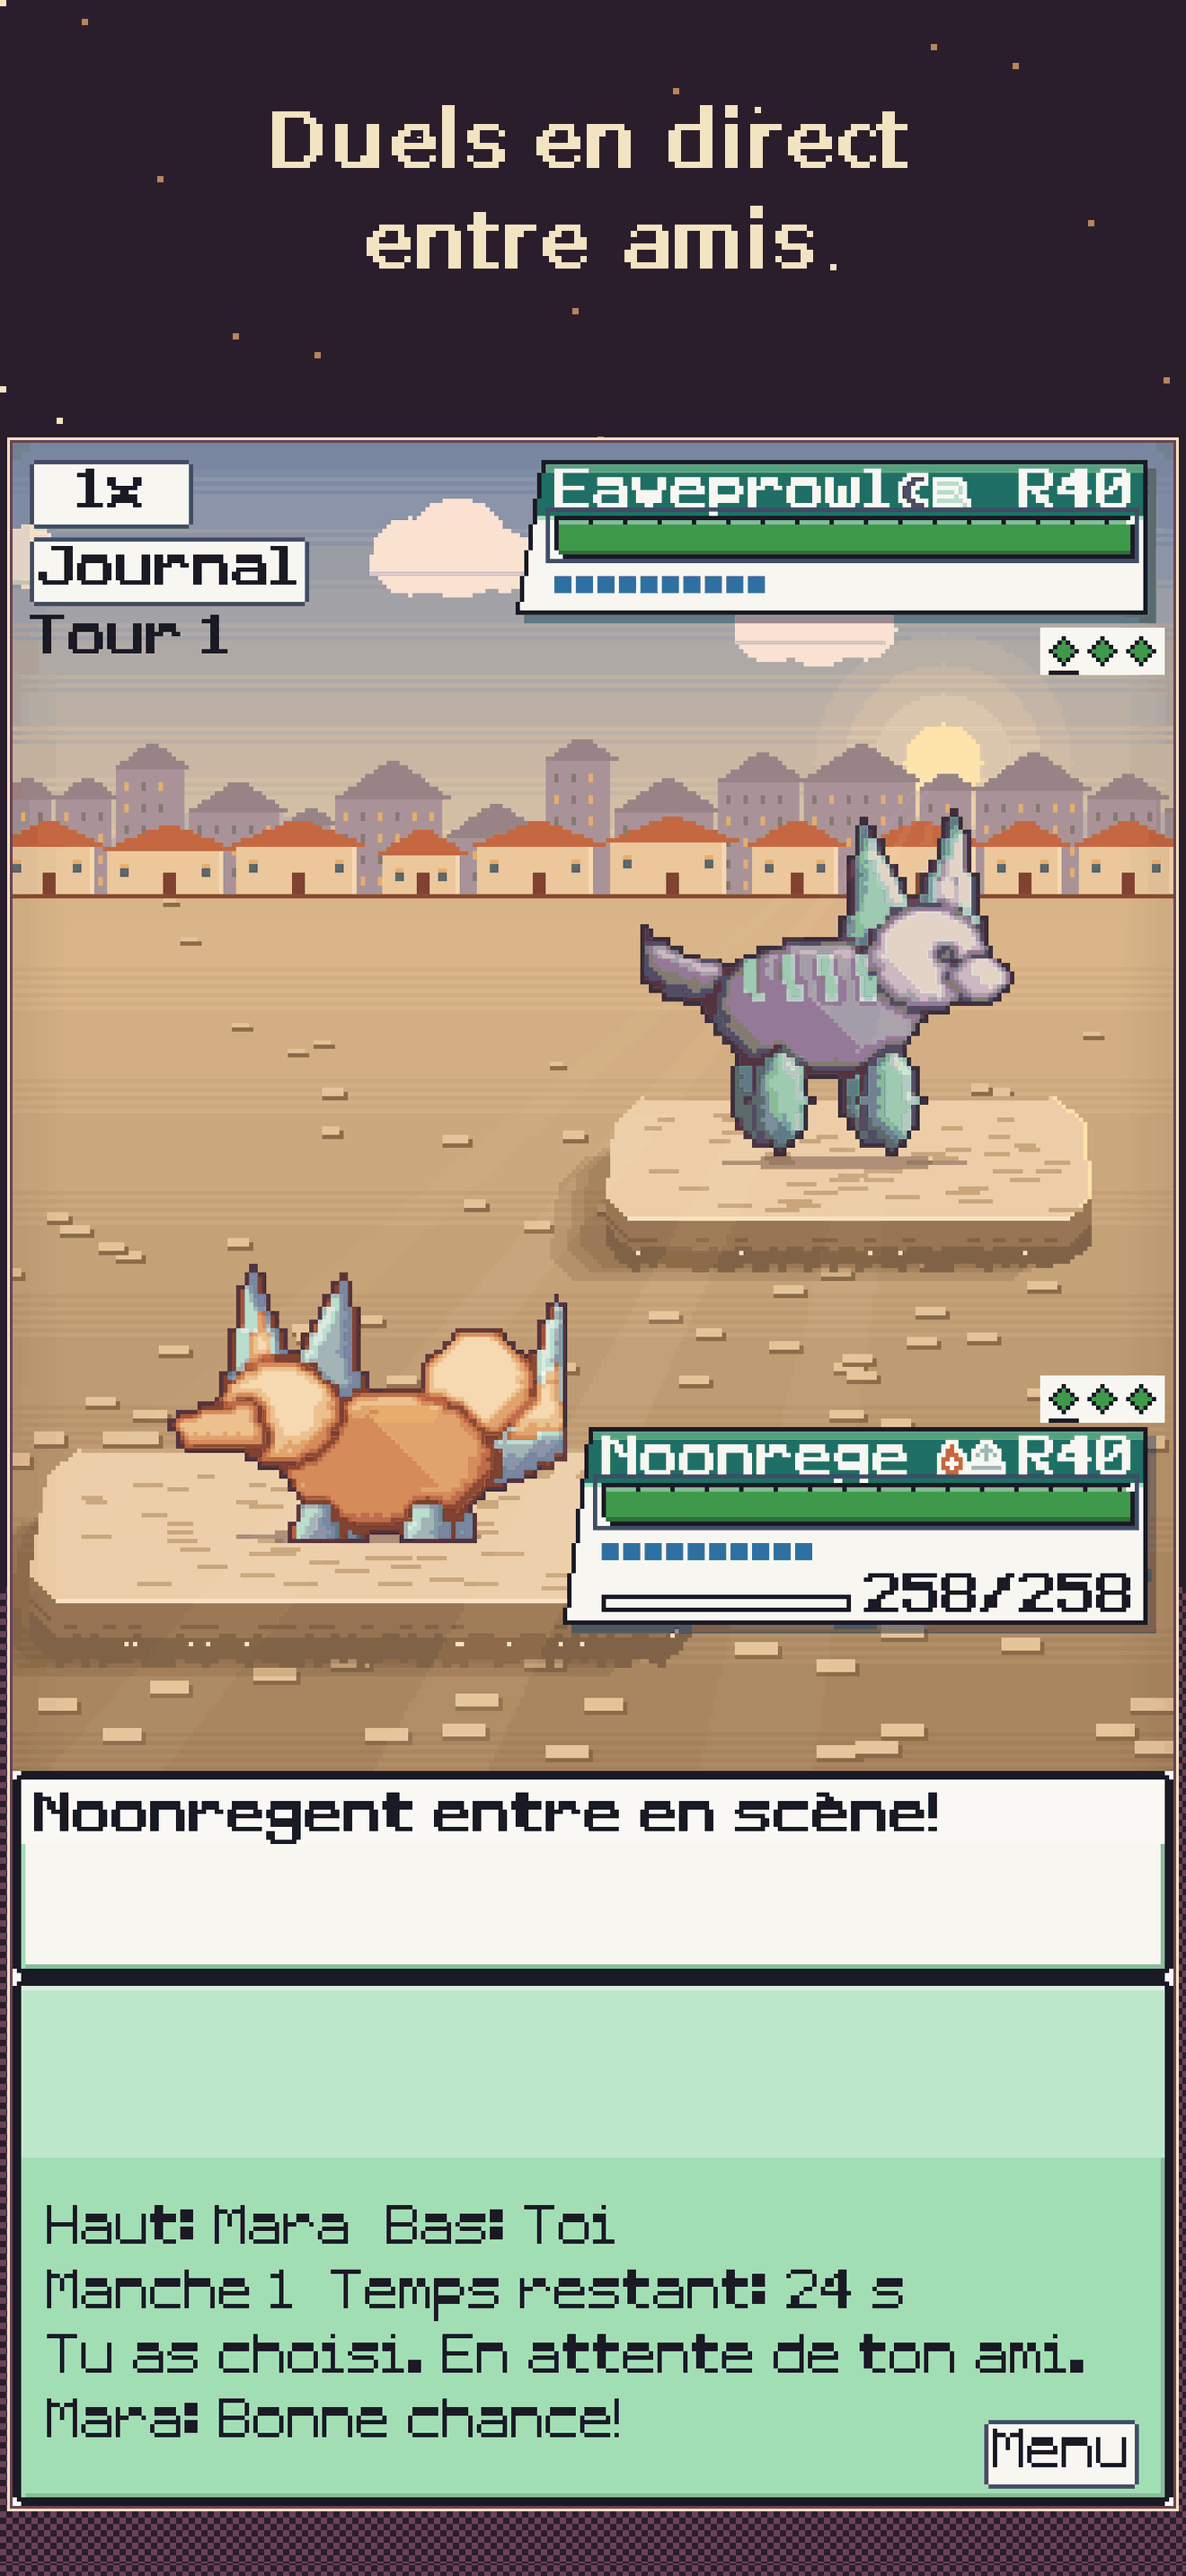 Duels en direct
entre amis.
1x
Eaveprowl R40
Journal
Tour 1
Noonrege R40
258/258
Noonregent entre en scène!
Haut: Mara Bas: Toi
Manche 1 Temps restant: 24 s
Tu as choisi. En attente de ton ami.
Mara: Bonne chance!
Menu